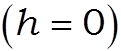 (h = 0)